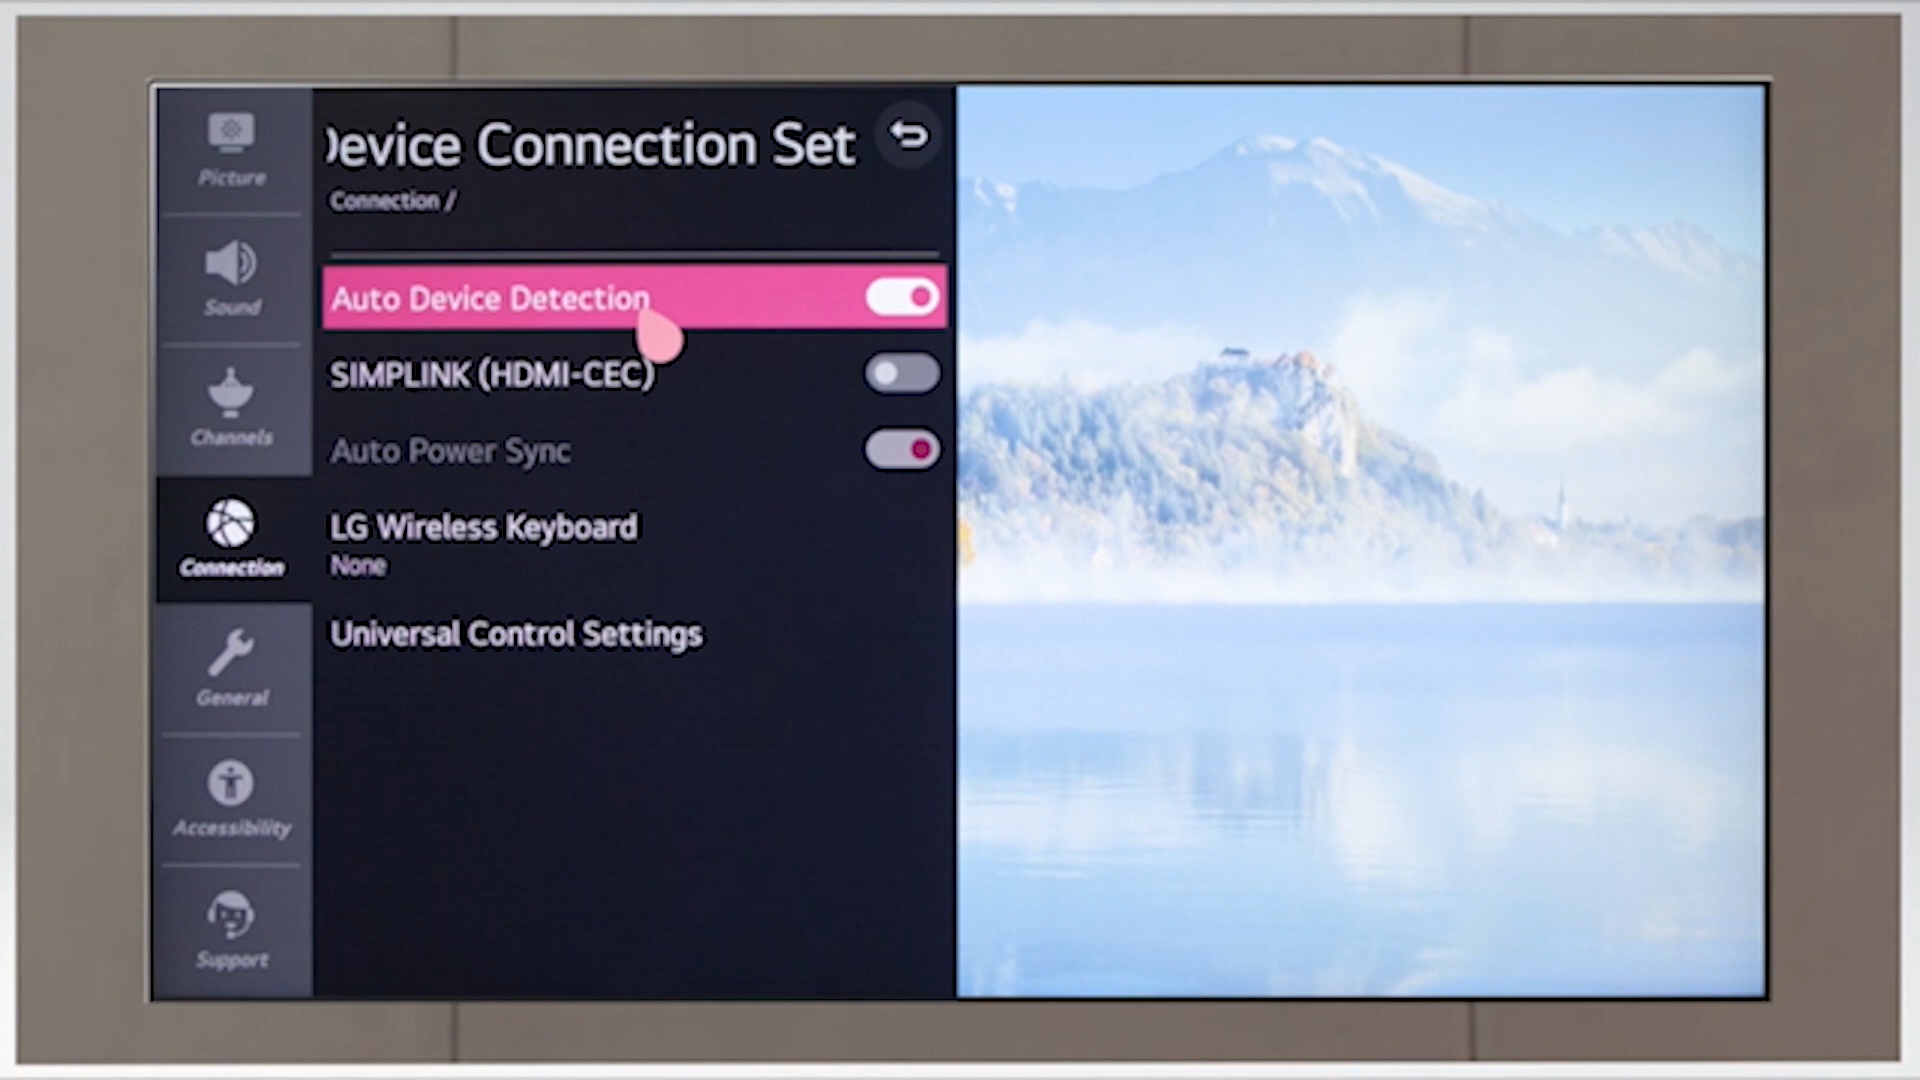 Picture
Sound
Channels
Connection
General
Accessibility
Support
Device Connection Set
Connection /
Auto Device Detection
SIMPLINK (HDMI-CEC)
Auto Power Sync
LG Wireless Keyboard
None
Universal Control Settings